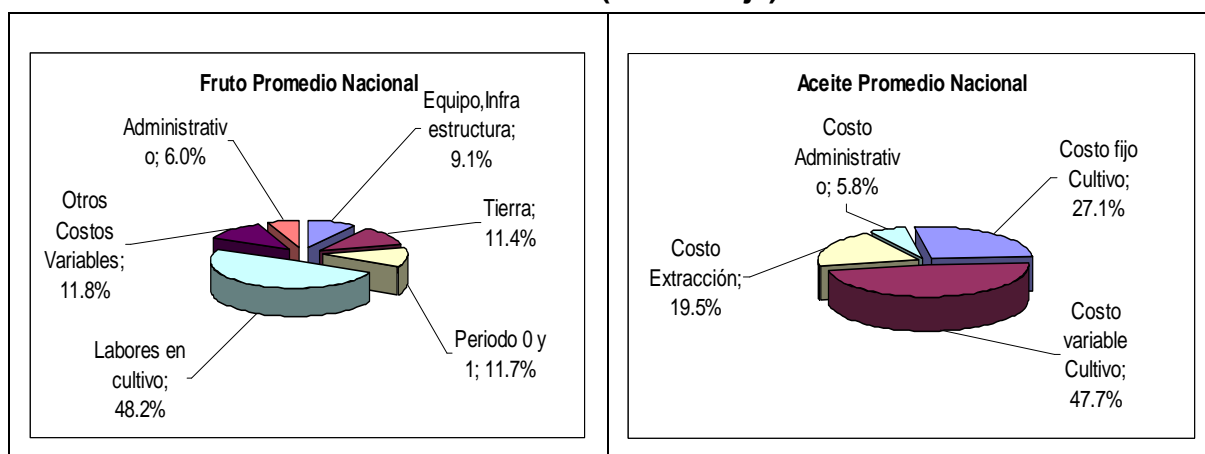 Fruto Promedio Nacional
Administrativ
o; 6.0%
Equipo,Infra
estructura;
9.1%
Otros
Costos
Variables;
11.8%
Tierra;
11.4%
Labores en
cultivo;
48.2%
Periodo 0 y
1; 11.7%
Aceite Promedio Nacional
Costo
Administrativ
o; 5.8%
Costo fijo
Cultivo;
27.1%
Costo
Extracción;
19.5%
Costo
variable
Cultivo;
47.7%